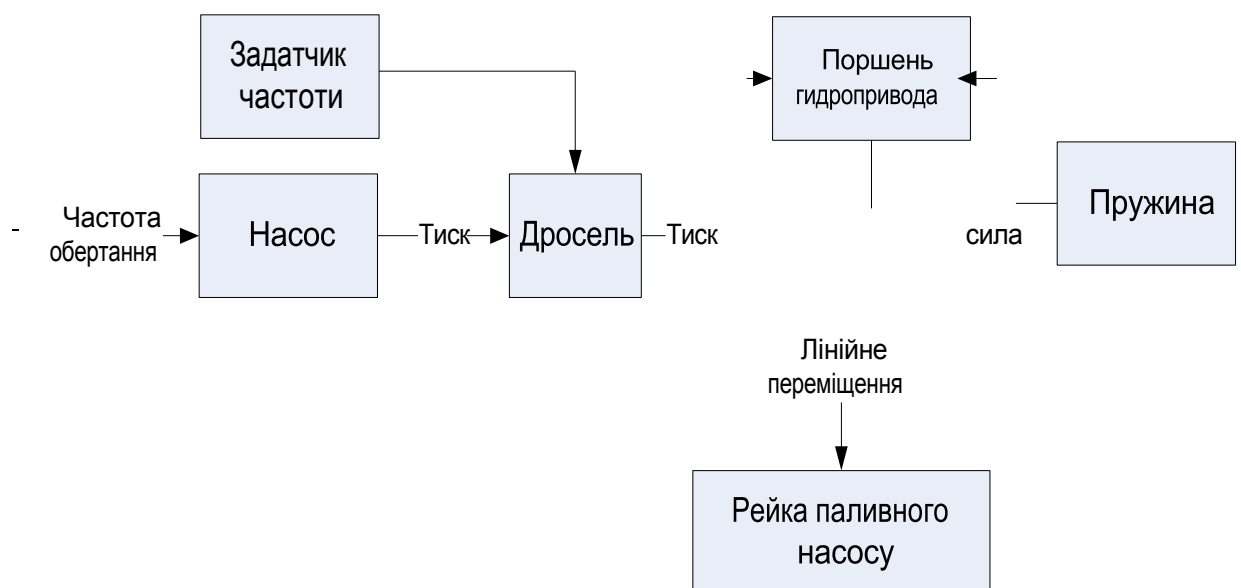 Задатчик
частоти
Поршень
гидропривода
Частота
обертання
Насос
Тиск
Дросель
Тиск
сила
Пружина
Лінійне
переміщення
Рейка паливного
насосу